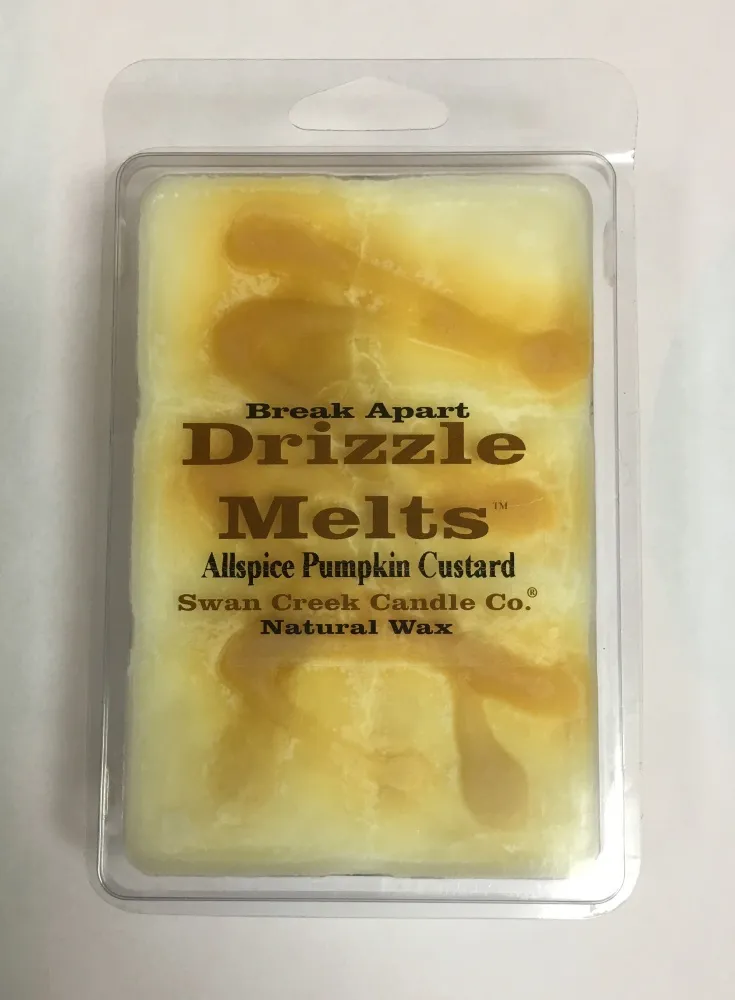 Break Apart
Drizzle
Melts™
Allspice Pumpkin Custard
Swan Creek Candle Co.®
Natural Wax